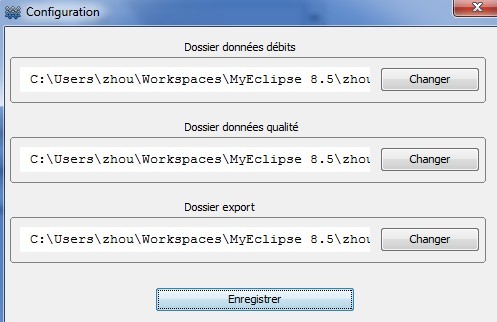 Configuration
Dossier données débits
C:\Users\zhou\Workspaces\MyEclipse 8.5\zhou
Changer
Dossier données qualité
C:\Users\zhou\Workspaces\MyEclipse 8.5\zhou
Changer
Dossier export
C:\Users\zhou\Workspaces\MyEclipse 8.5\zhou
Changer
Enregistrer